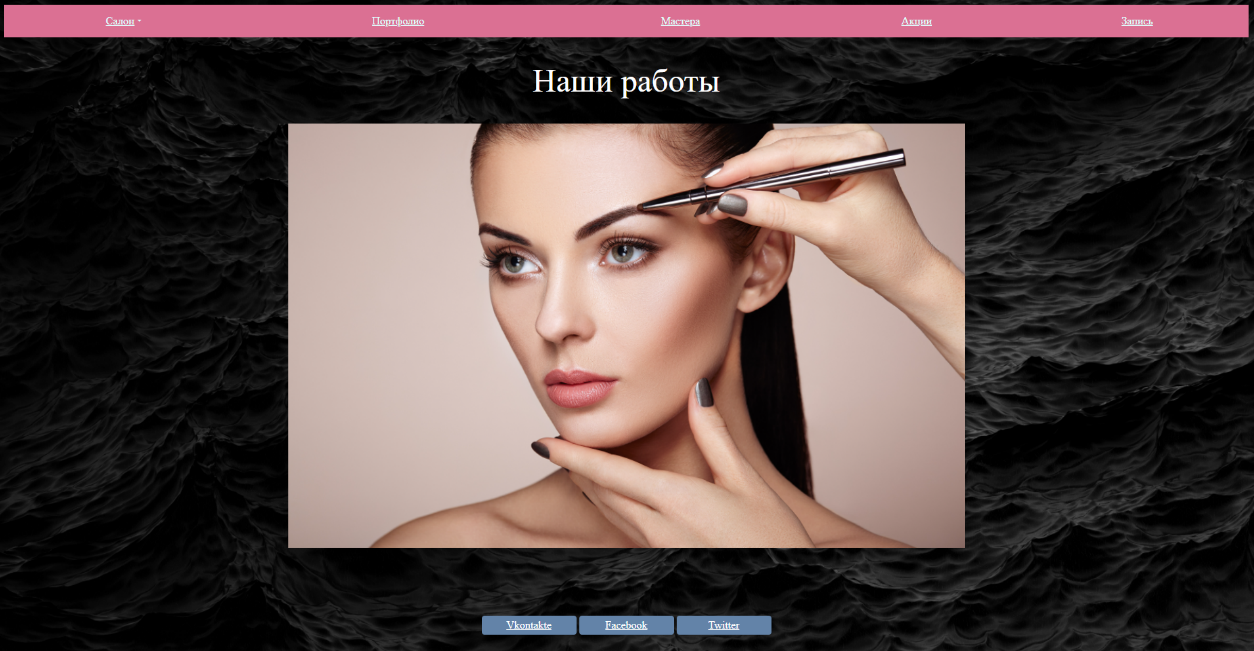 Салон Портфолио Мастера Акции Запись
Наши работы
Vkontakte Facebook Twitter